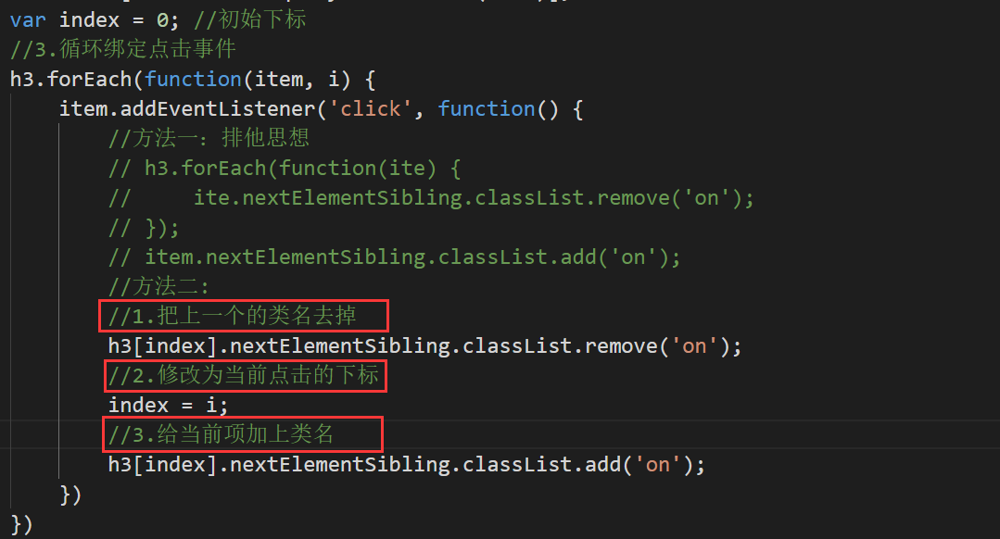 var index = 0; //初始下标
//3.循环绑定点击事件
h3.forEach(function(item, i) {
    item.addEventListener('click', function() {
        //方法一: 排他思想
        // h3.forEach(function(ite) {
        //     ite.nextElementSibling.classList.remove('on');
        // });
        // item.nextElementSibling.classList.add('on');
        //方法二:
        //1.把上一个的类名去掉
        h3[index].nextElementSibling.classList.remove('on');
        //2.修改为当前点击的下标
        index = i;
        //3.给当前项加上类名
        h3[index].nextElementSibling.classList.add('on');
    })
})